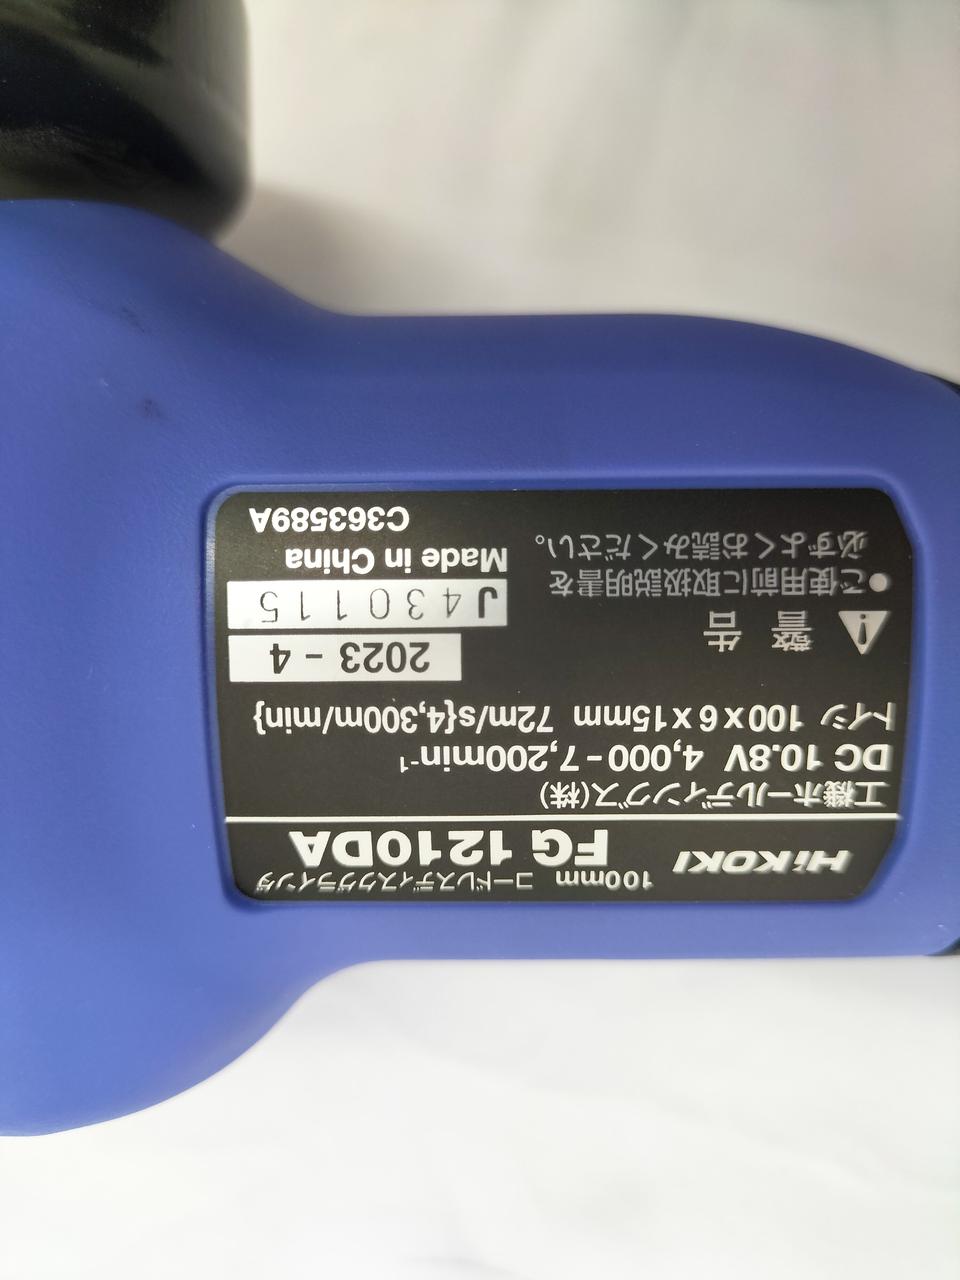 HiKOKI
100mm コードレスディスクグラインダ
FG 1210DA
工機ホールディングス(株)
DC 10.8V 4,000-7,200min⁻¹
トイシ 100×6×15mm 72m/s{4,300m/min}
⚠ 警告
●ご使用前に取扱説明書を
必ずよくお読みください。
2023 - 4
J430115
Made in China
C363589A